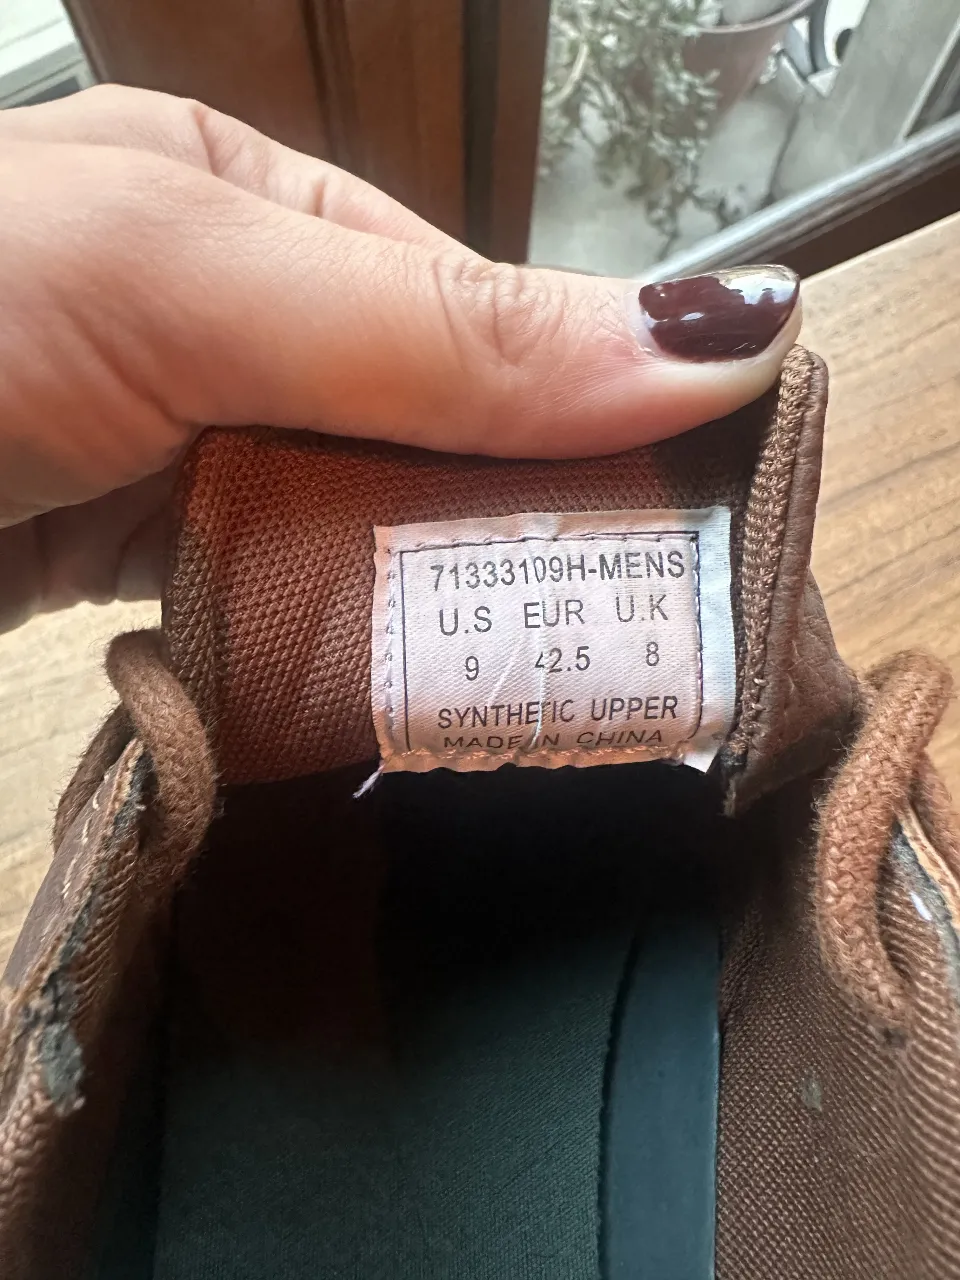 71333109H-MENS
U.S EUR U.K
9 42.5 8
SYNTHETIC UPPER
MADE IN CHINA